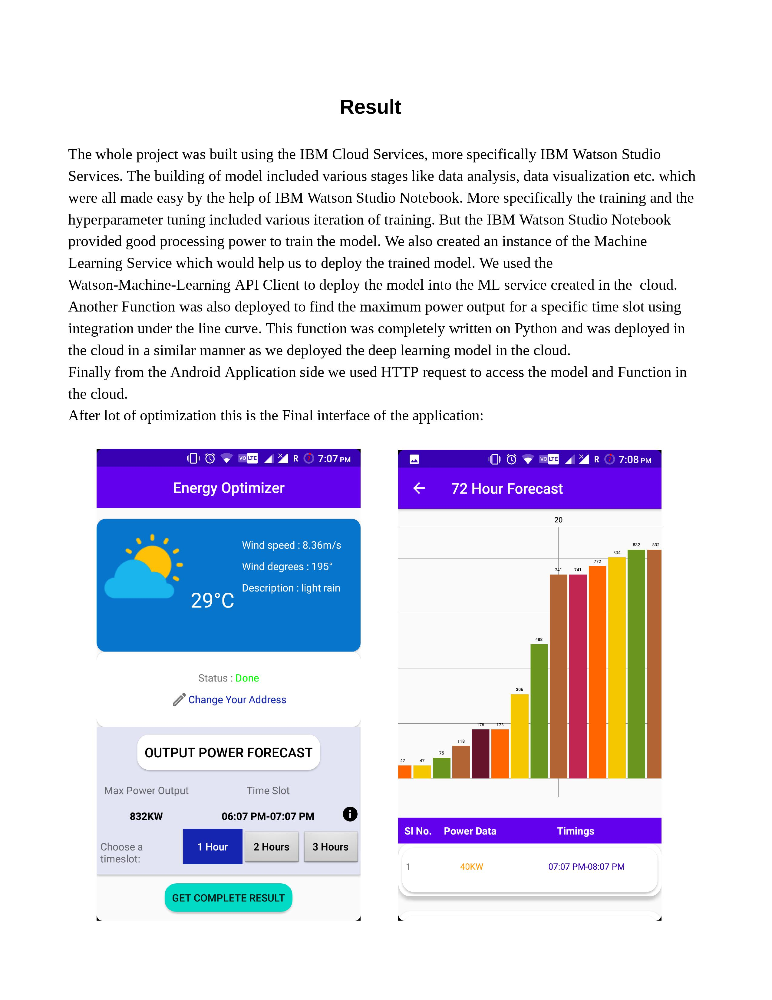 Result
The whole project was built using the IBM Cloud Services, more specifically IBM Watson Studio
Services. The building of model included various stages like data analysis, data visualization etc. which
were all made easy by the help of IBM Watson Studio Notebook. More specifically the training and the
hyperparameter tuning included various iteration of training. But the IBM Watson Studio Notebook
provided good processing power to train the model. We also created an instance of the Machine
Learning Service which would help us to deploy the trained model. We used the
Watson-Machine-Learning API Client to deploy the model into the ML service created in the  cloud.
Another Function was also deployed to find the maximum power output for a specific time slot using
integration under the line curve. This function was completely written on Python and was deployed in
the cloud in a similar manner as we deployed the deep learning model in the cloud.
Finally from the Android Application side we used HTTP request to access the model and Function in
the cloud.
After lot of optimization this is the Final interface of the application:
VO LTE R 7 7:07 PM
Energy Optimizer
Wind speed : 8.36m/s
Wind degrees : 195°
Description : light rain
29°C
Status : Done
Change Your Address
OUTPUT POWER FORECAST
Max Power Output Time Slot
832KW 06:07 PM-07:07 PM
Choose a
timeslot:
1 Hour 2 Hours 3 Hours
GET COMPLETE RESULT
VO LTE R 7 7:08 PM
72 Hour Forecast
20
47 47 75 118 178 178 306 488 741 741 772 804 832 832
Sl No. Power Data Timings
1 40KW 07:07 PM-08:07 PM